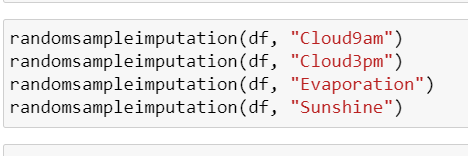 randomsampleimputation(df, "Cloud9am")
randomsampleimputation(df, "Cloud3pm")
randomsampleimputation(df, "Evaporation")
randomsampleimputation(df, "Sunshine")